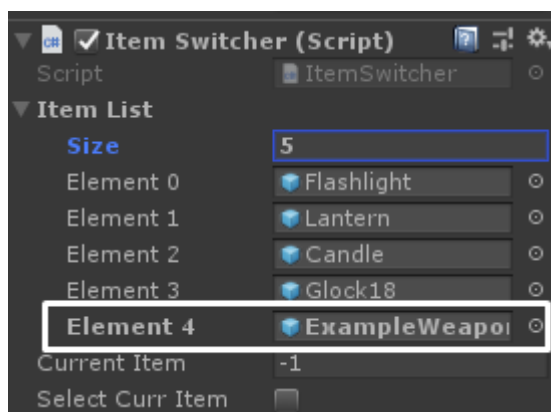 Item Switcher (Script)
Script ItemSwitcher
Item List
Size 5
Element 0 Flashlight
Element 1 Lantern
Element 2 Candle
Element 3 Glock18
Element 4 ExampleWeapo
Current Item -1
Select Curr Item